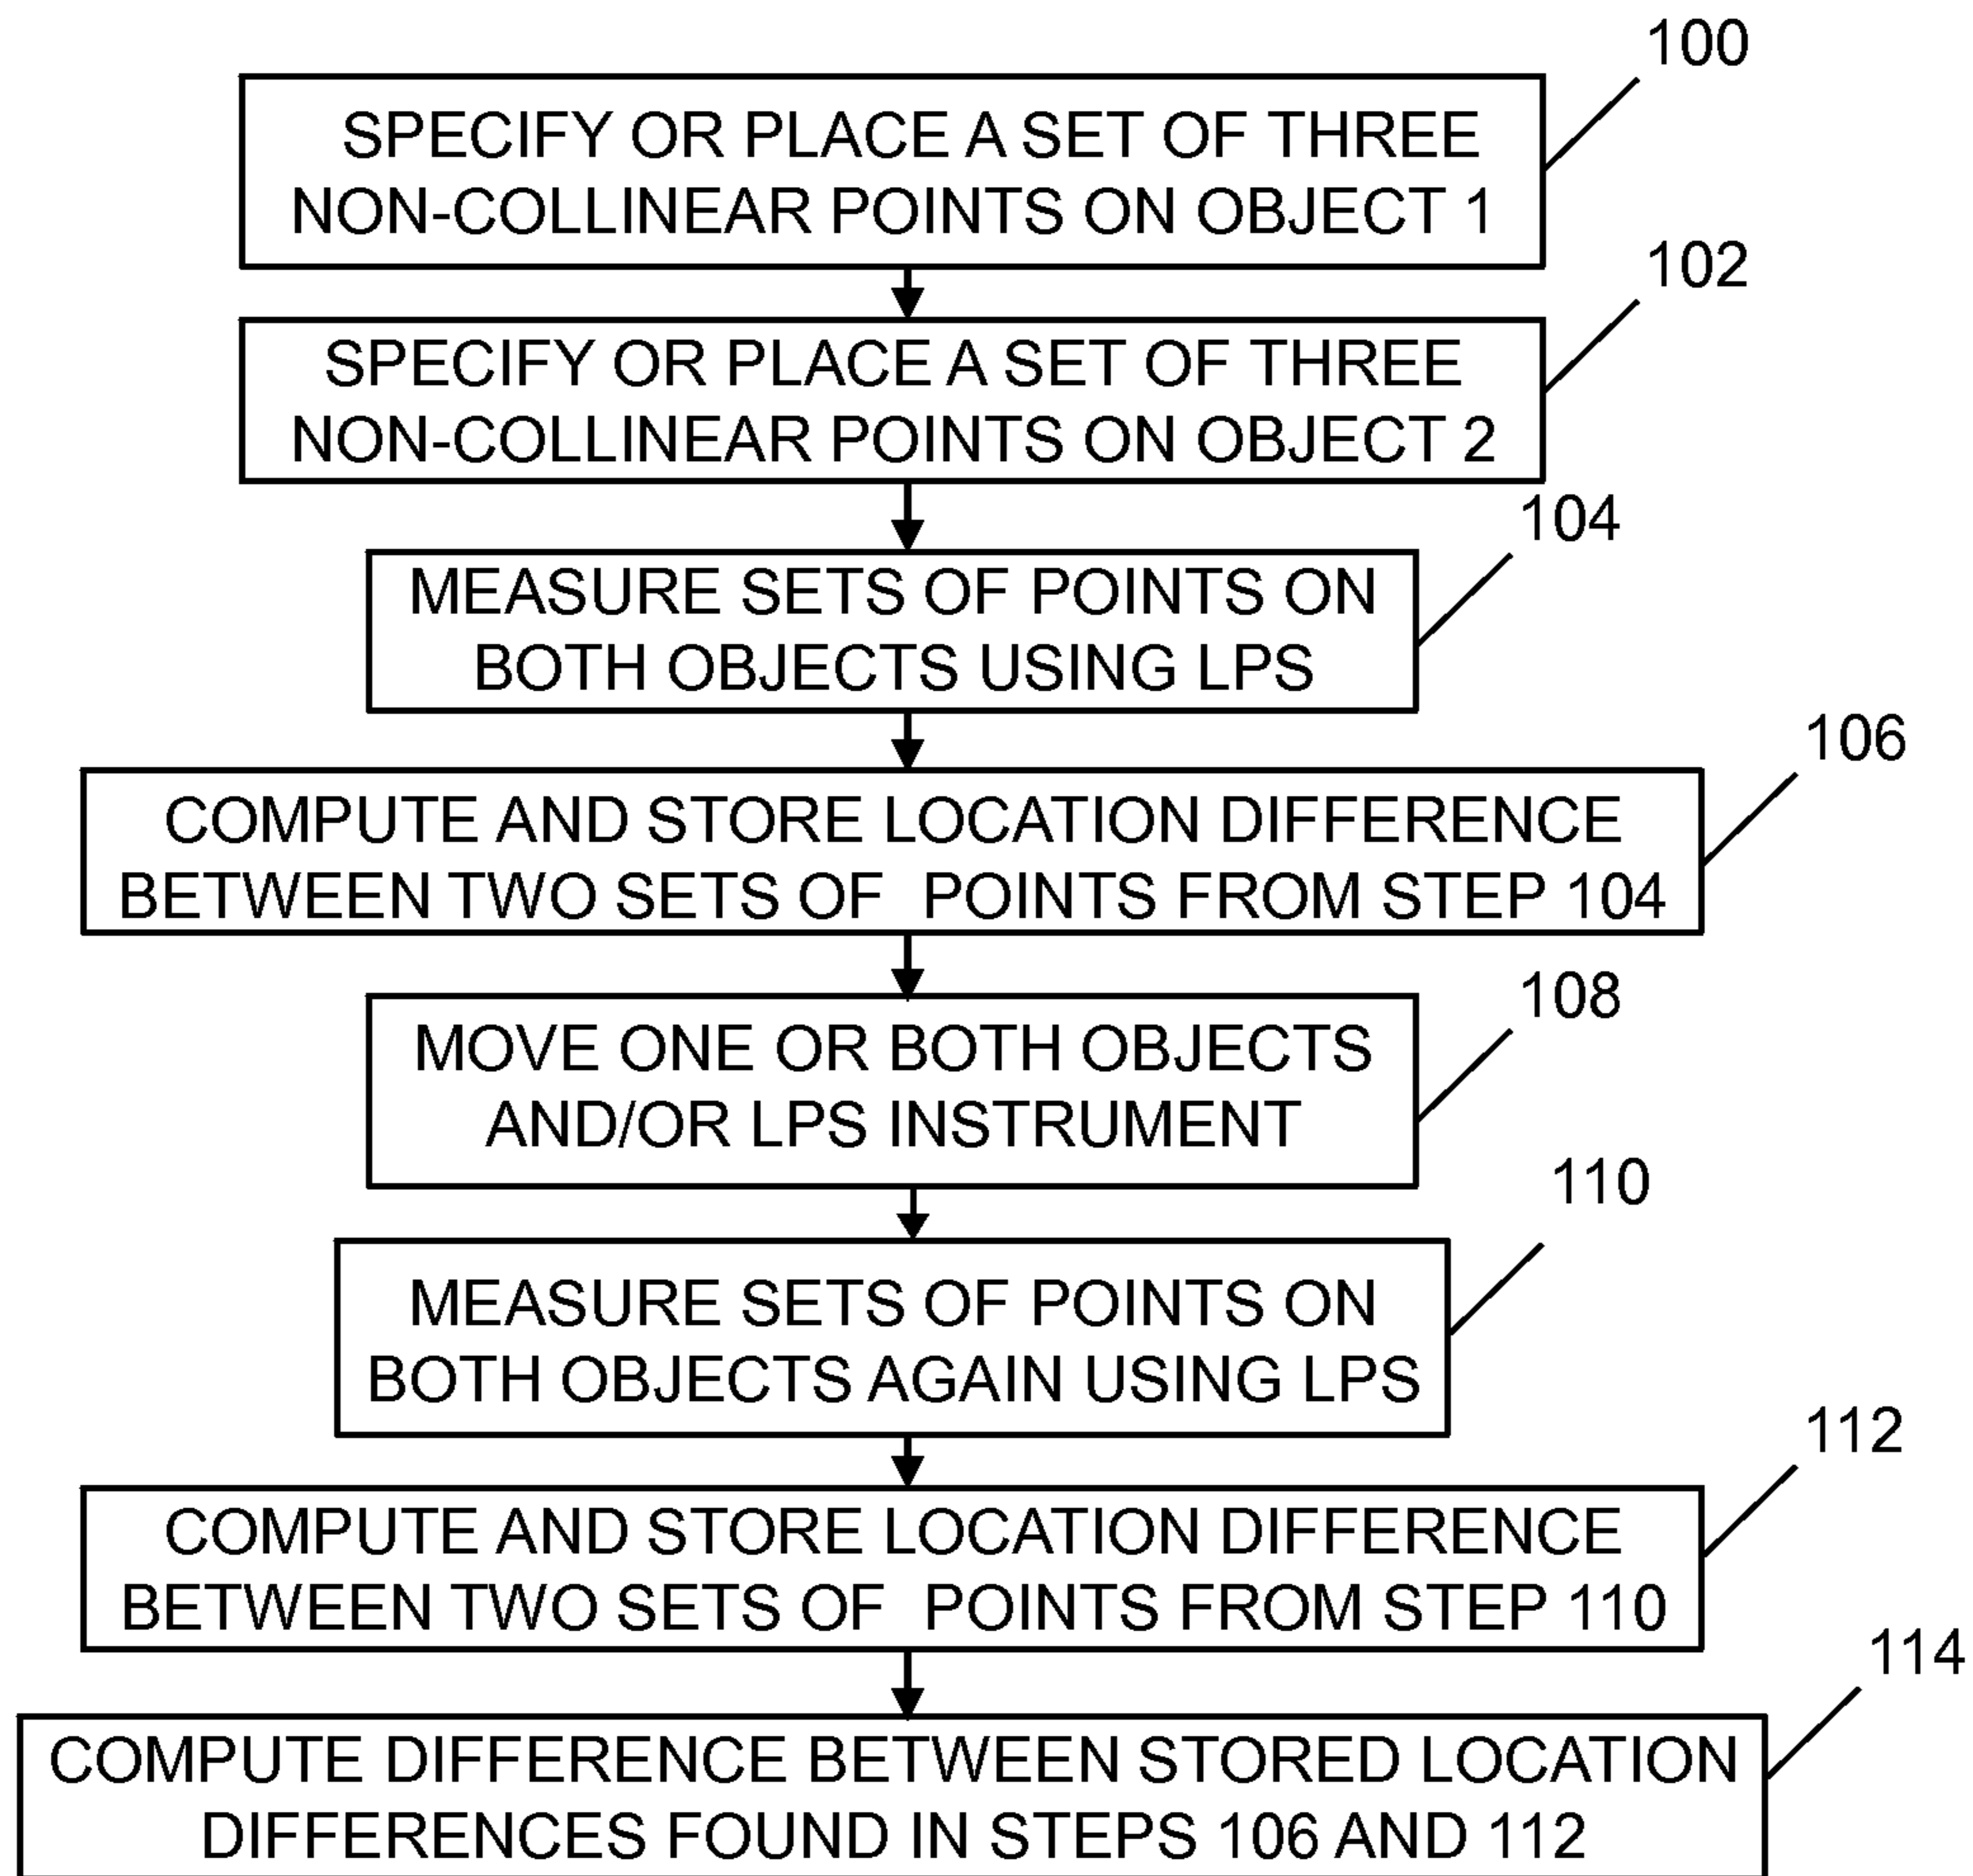 100
SPECIFY OR PLACE A SET OF THREE
NON-COLLINEAR POINTS ON OBJECT 1
102
SPECIFY OR PLACE A SET OF THREE
NON-COLLINEAR POINTS ON OBJECT 2
104
MEASURE SETS OF POINTS ON
BOTH OBJECTS USING LPS
106
COMPUTE AND STORE LOCATION DIFFERENCE
BETWEEN TWO SETS OF POINTS FROM STEP 104
108
MOVE ONE OR BOTH OBJECTS
AND/OR LPS INSTRUMENT
110
MEASURE SETS OF POINTS ON
BOTH OBJECTS AGAIN USING LPS
112
COMPUTE AND STORE LOCATION DIFFERENCE
BETWEEN TWO SETS OF POINTS FROM STEP 110
114
COMPUTE DIFFERENCE BETWEEN STORED LOCATION
DIFFERENCES FOUND IN STEPS 106 AND 112